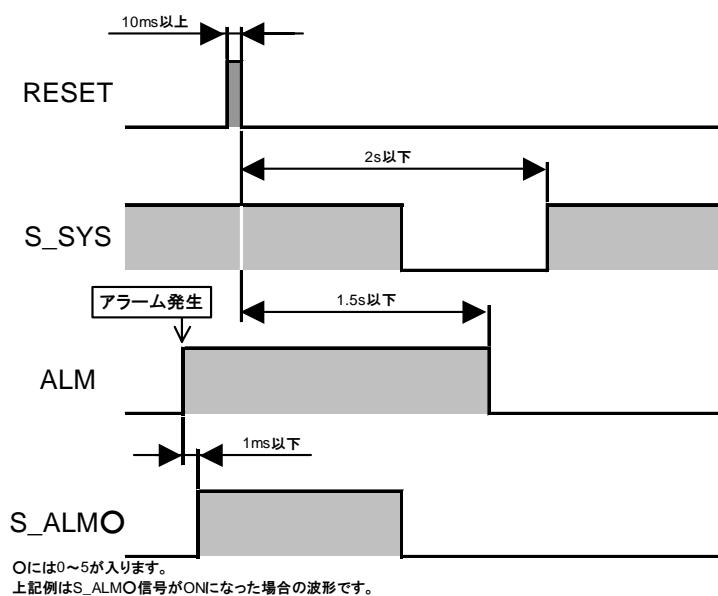 10ms以上
RESET
2s以下
S_SYS
アラーム発生
1.5s以下
ALM
1ms以下
S_ALM〇
〇には0～5が入ります。
上記例はS_ALM〇信号がONになった場合の波形です。